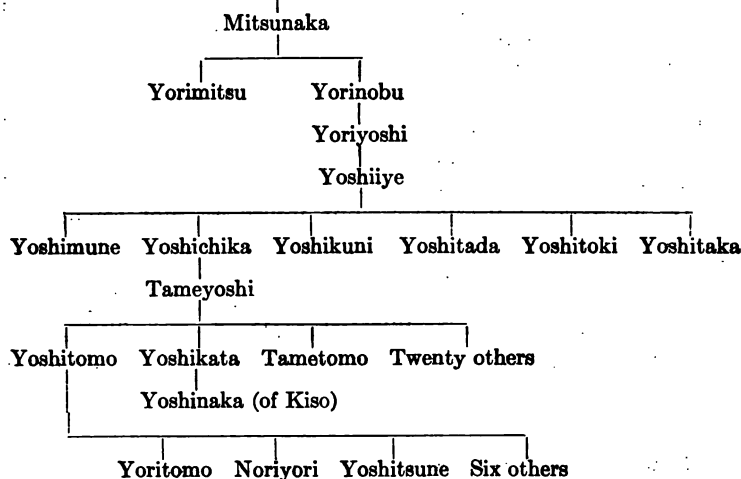 Mitsunaka
Yorimitsu Yorinobu
Yoriyoshi
Yoshiiye
Yoshimune Yoshichika Yoshikuni Yoshitada Yoshitoki Yoshitaka
Tameyoshi
Yoshitomo Yoshikata Tametomo Twenty others
Yoshinaka (of Kiso)
Yoritomo Noriyori Yoshitsune Six others